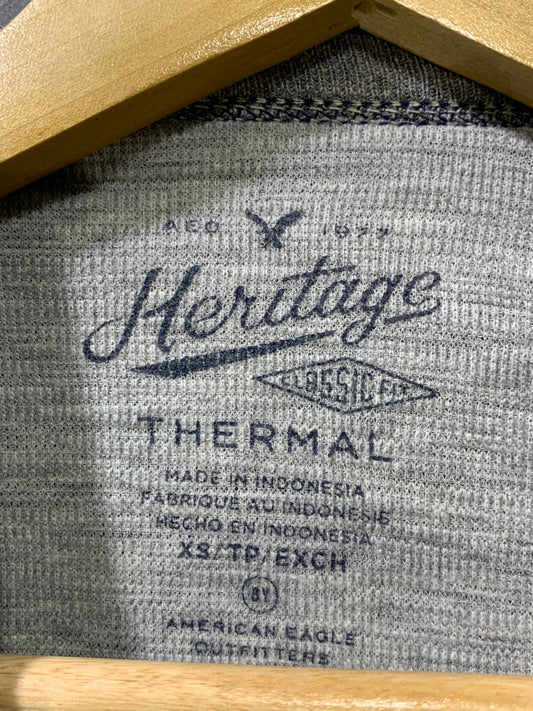 AEO 1977
Heritage
CLASSIC FIT
THERMAL
MADE IN INDONESIA
FABRIQUE AU INDONESIE
HECHO EN INDONESIA
XS/TP/EXCH
BY
AMERICAN EAGLE
OUTFITTERS